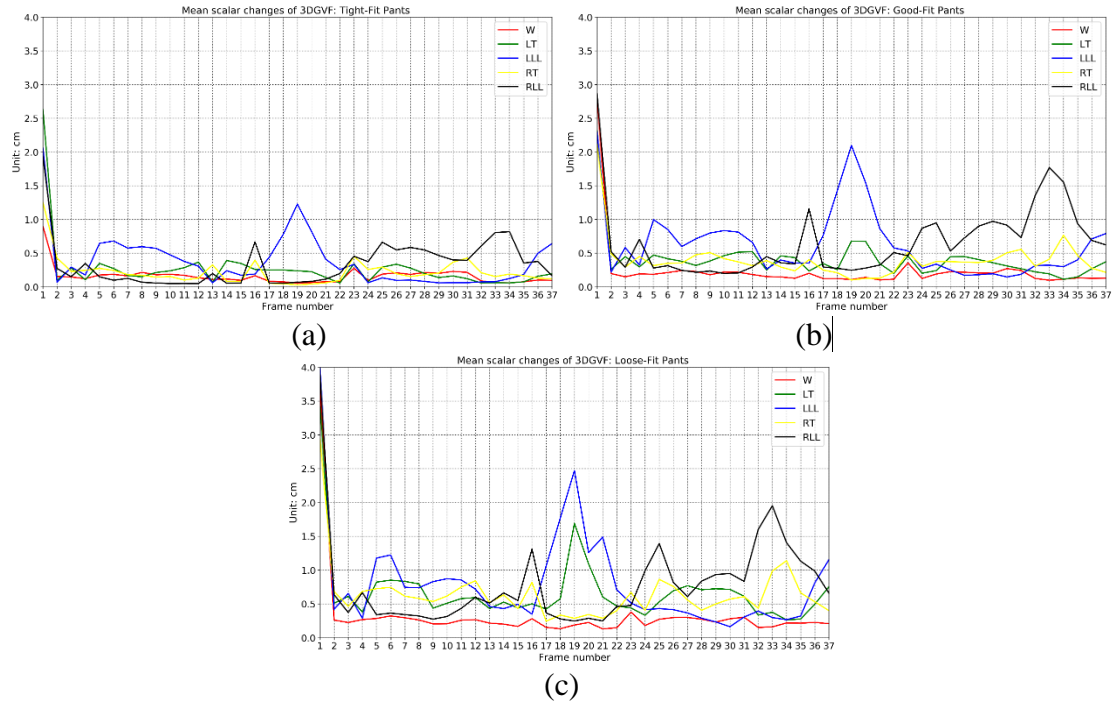 Mean scalar changes of 3DGVF: Tight-Fit Pants
4.0
3.5
3.0
2.5
2.0
1.5
1.0
0.5
0.0
Unit: cm
W
LT
LLL
RT
RLL
1 2 3 4 5 6 7 8 9 10 11 12 13 14 15 16 17 18 19 20 21 22 23 24 25 26 27 28 29 30 31 32 33 34 35 36 37
Frame number
(a)
Mean scalar changes of 3DGVF: Good-Fit Pants
4.0
3.5
3.0
2.5
2.0
1.5
1.0
0.5
0.0
Unit: cm
W
LT
LLL
RT
RLL
1 2 3 4 5 6 7 8 9 10 11 12 13 14 15 16 17 18 19 20 21 22 23 24 25 26 27 28 29 30 31 32 33 34 35 36 37
Frame number
(b)
Mean scalar changes of 3DGVF: Loose-Fit Pants
4.0
3.5
3.0
2.5
2.0
1.5
1.0
0.5
0.0
Unit: cm
W
LT
LLL
RT
RLL
1 2 3 4 5 6 7 8 9 10 11 12 13 14 15 16 17 18 19 20 21 22 23 24 25 26 27 28 29 30 31 32 33 34 35 36 37
Frame number
(c)